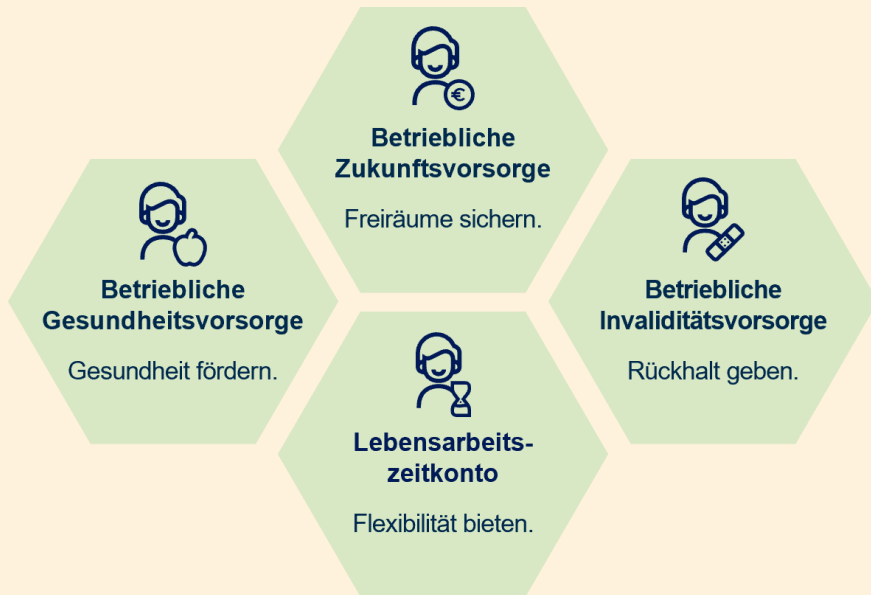 €
Betriebliche
Zukunftsvorsorge
Freiräume sichern.
Betriebliche
Gesundheitsvorsorge
Gesundheit fördern.
Betriebliche
Invaliditätsvorsorge
Rückhalt geben.
Lebensarbeits-
zeitkonto
Flexibilität bieten.